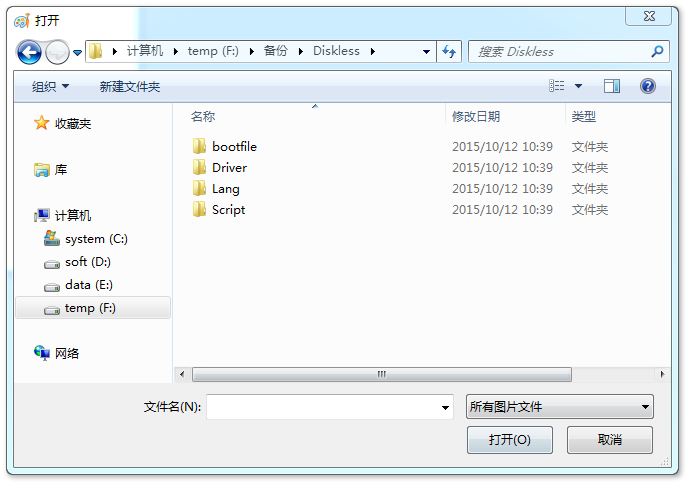 打开
计算机 temp (F:) 备份 Diskless 搜索 Diskless
组织 新建文件夹
名称 修改日期 类型
收藏夹
库
计算机
system (C:)
soft (D:)
data (E:)
temp (F:)
网络
bootfile 2015/10/12 10:39 文件夹
Driver 2015/10/12 10:39 文件夹
Lang 2015/10/12 10:39 文件夹
Script 2015/10/12 10:39 文件夹
文件名(N): 所有图片文件
打开(O) 取消